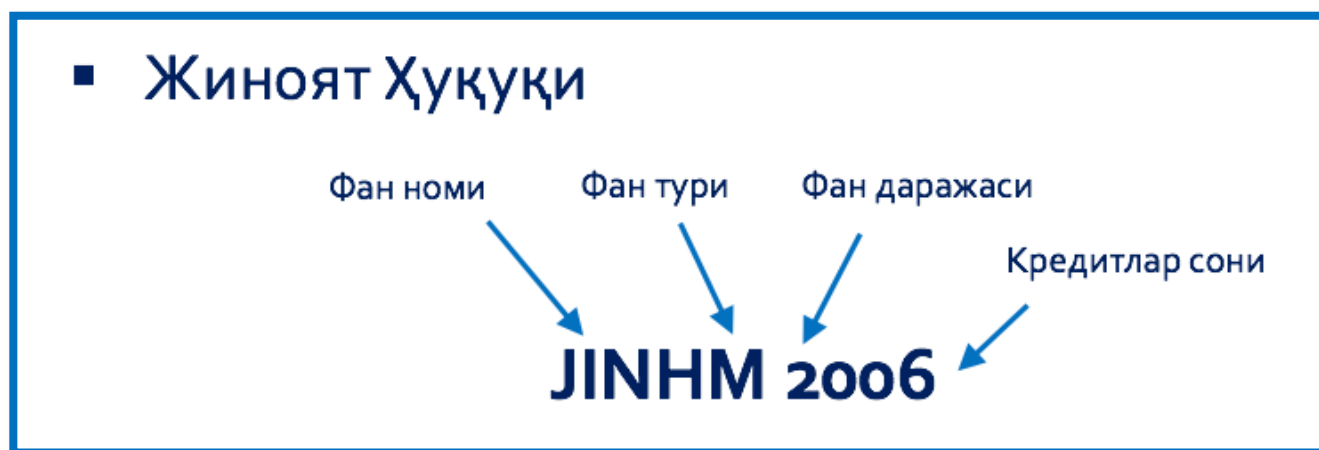 ▪ Жиноят Ҳуқуқи
Фан номи Фан тури Фан даражаси
Кредитлар сони
JINHM 2006